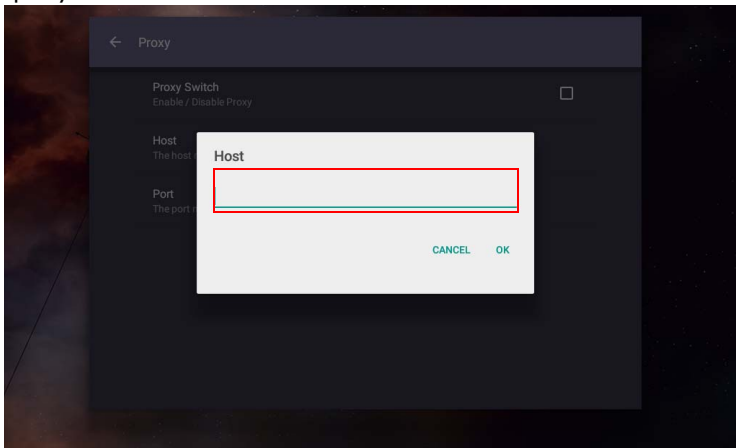 Proxy
Proxy Switch
Enable / Disable Proxy
Host
The host
Host
Port
The port
CANCEL OK